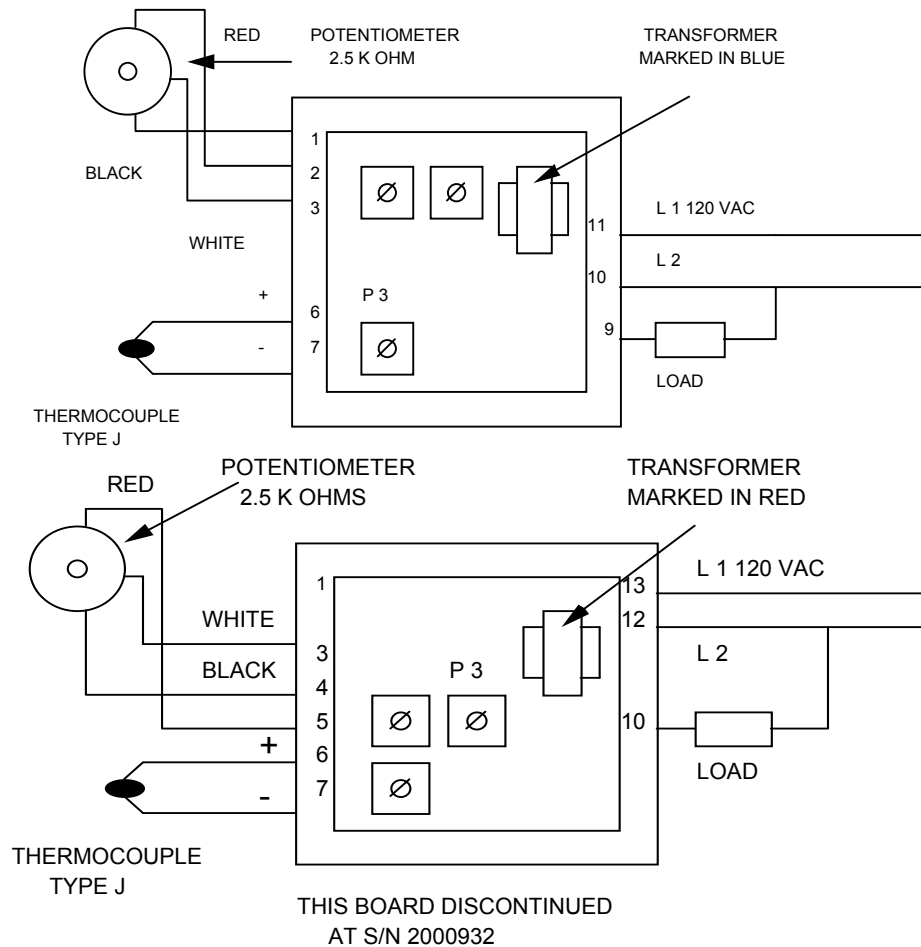 RED
POTENTIOMETER
2.5 K OHM
TRANSFORMER
MARKED IN BLUE
1
BLACK
2
3
WHITE
L 1 120 VAC
11
L 2
10
+
P 3
6
9
-
7
LOAD
THERMOCOUPLE
TYPE J
POTENTIOMETER
2.5 K OHMS
TRANSFORMER
MARKED IN RED
RED
1
13
L 1 120 VAC
12
WHITE
3
L 2
BLACK
4
P 3
5
10
+
6
LOAD
7
-
THERMOCOUPLE
TYPE J
THIS BOARD DISCONTINUED
AT S/N 2000932